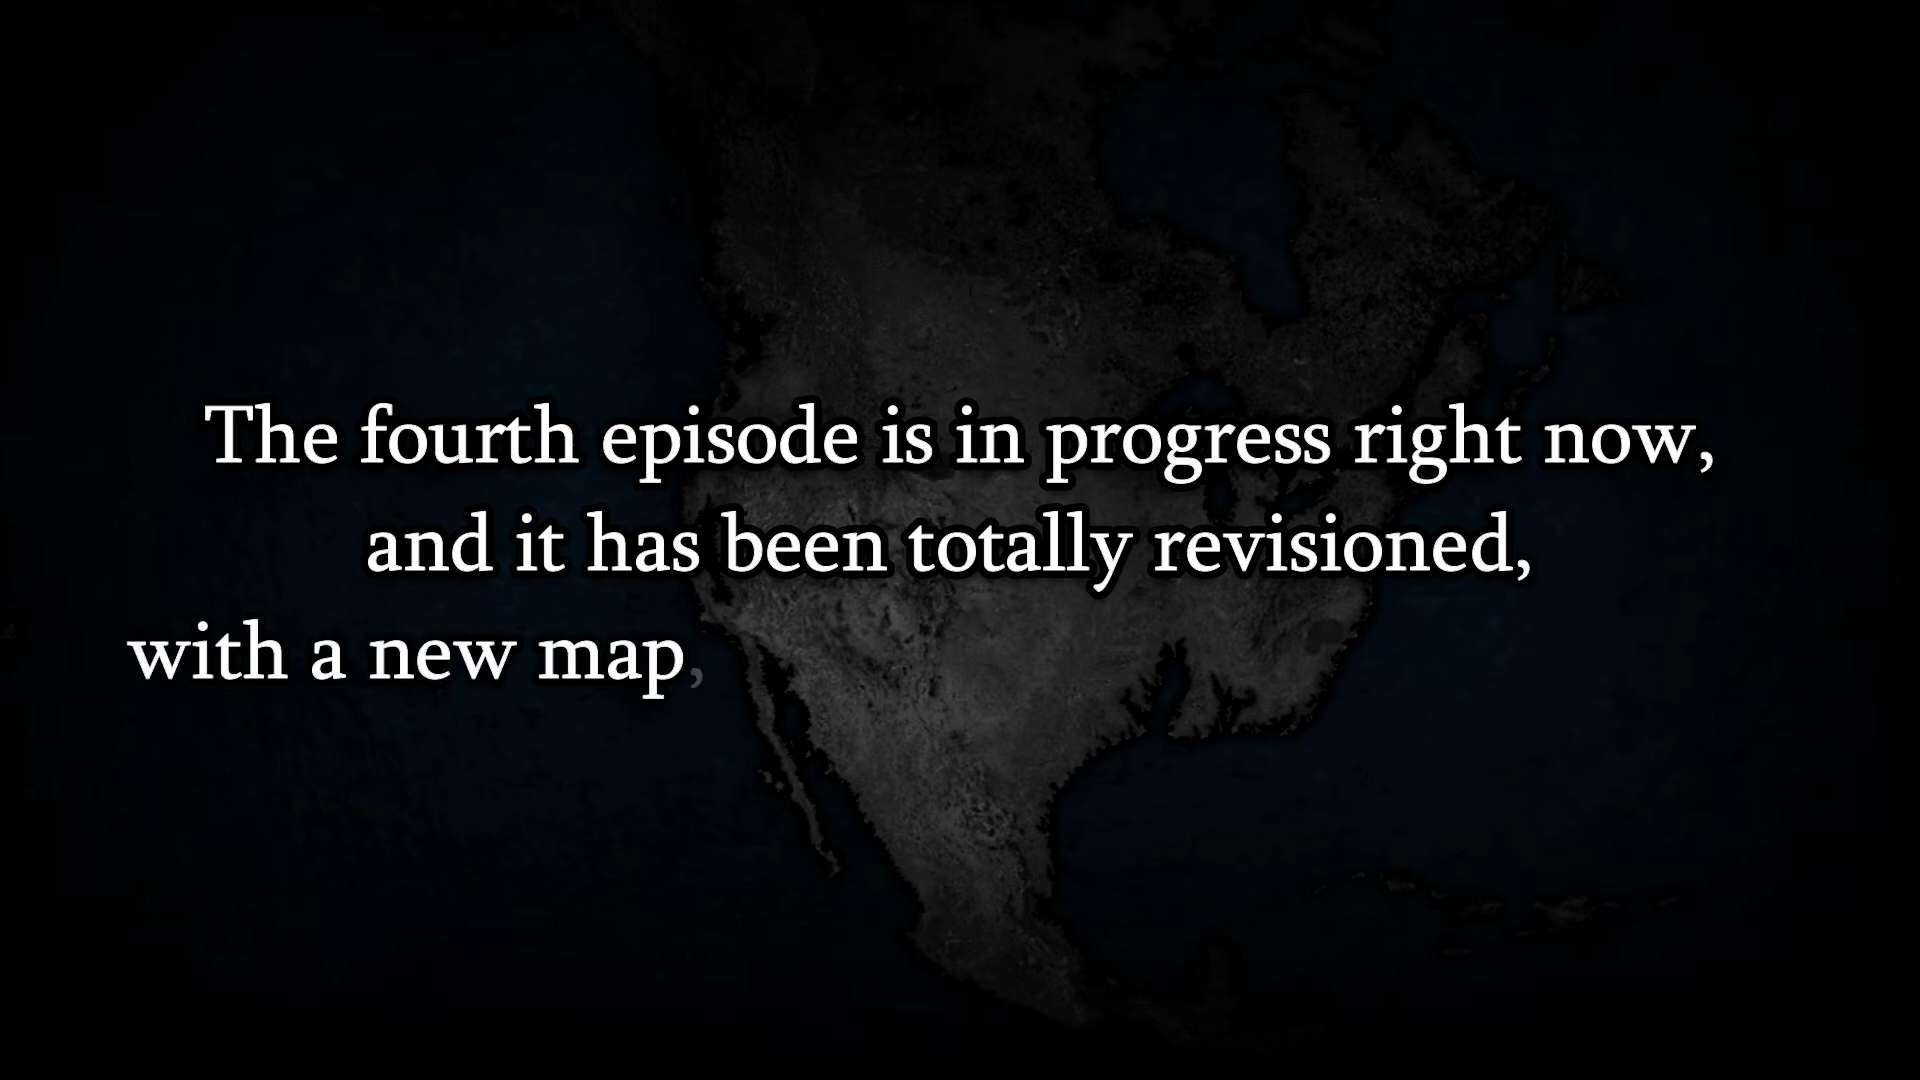 The fourth episode is in progress right now,
and it has been totally revisioned,
with a new map,